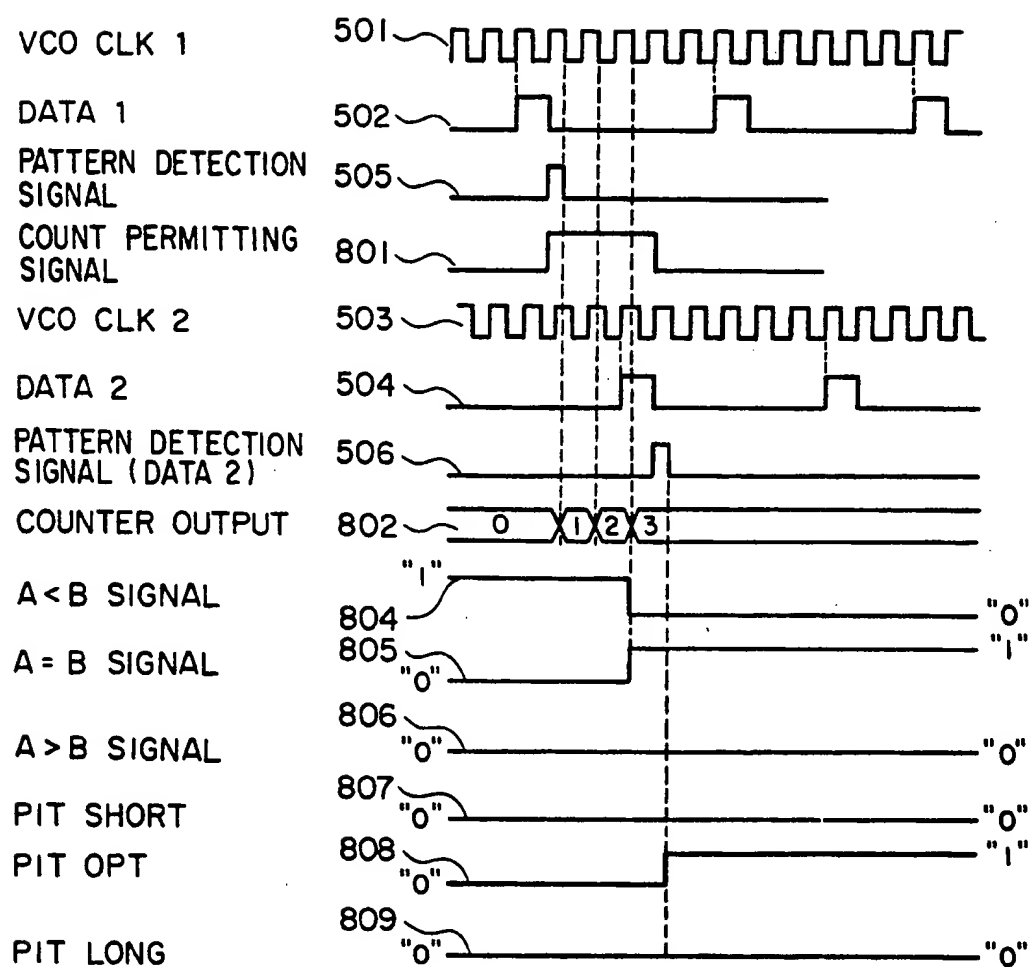 VCO CLK 1 501
DATA 1 502
PATTERN DETECTION
SIGNAL 505
COUNT PERMITTING
SIGNAL 801
VCO CLK 2 503
DATA 2 504
PATTERN DETECTION
SIGNAL (DATA 2) 506
COUNTER OUTPUT 802 0 1 2 3
A<B SIGNAL 804 "1" "0"
A = B SIGNAL 805 "0" "1"
A>B SIGNAL 806 "0" "0"
PIT SHORT 807 "0" "0"
PIT OPT 808 "0" "1"
PIT LONG 809 "0" "0"